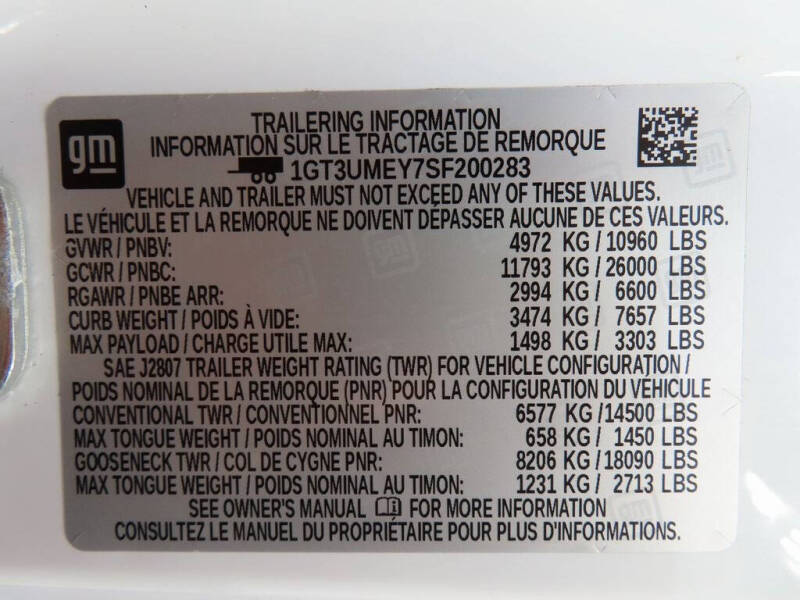 gm
TRAILERING INFORMATION
INFORMATION SUR LE TRACTAGE DE REMORQUE
1GT3UMEY7SF200283
VEHICLE AND TRAILER MUST NOT EXCEED ANY OF THESE VALUES.
LE VÉHICULE ET LA REMORQUE NE DOIVENT DÉPASSER AUCUNE DE CES VALEURS.
GVWR / PNBV: 4972 KG / 10960 LBS
GCWR / PNBC: 11793 KG / 26000 LBS
RGAWR / PNBE ARR: 2994 KG / 6600 LBS
CURB WEIGHT / POIDS À VIDE: 3474 KG / 7657 LBS
MAX PAYLOAD / CHARGE UTILE MAX: 1498 KG / 3303 LBS
SAE J2807 TRAILER WEIGHT RATING (TWR) FOR VEHICLE CONFIGURATION /
POIDS NOMINAL DE LA REMORQUE (PNR) POUR LA CONFIGURATION DU VÉHICULE
CONVENTIONAL TWR / CONVENTIONNEL PNR: 6577 KG / 14500 LBS
MAX TONGUE WEIGHT / POIDS NOMINAL AU TIMON: 658 KG / 1450 LBS
GOOSENECK TWR / COL DE CYGNE PNR: 8206 KG / 18090 LBS
MAX TONGUE WEIGHT / POIDS NOMINAL AU TIMON: 1231 KG / 2713 LBS
SEE OWNER'S MANUAL FOR MORE INFORMATION
CONSULTEZ LE MANUEL DU PROPRIÉTAIRE POUR PLUS D'INFORMATIONS.